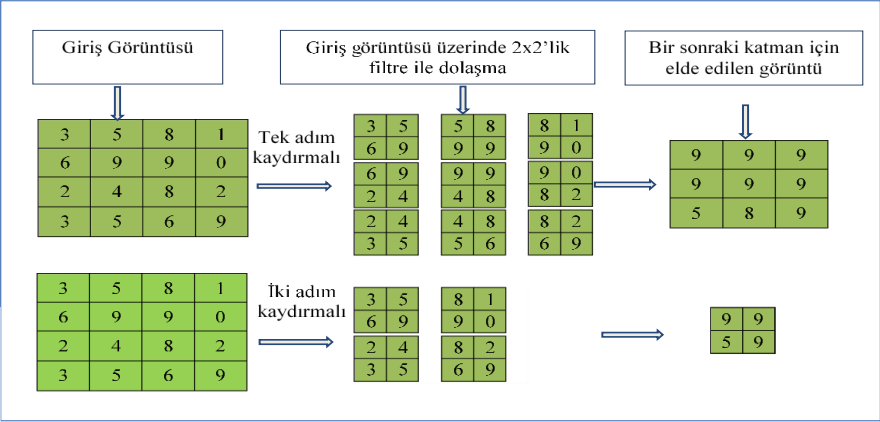 Giriş Görüntüsü
Giriş görüntüsü üzerinde 2x2’lik
filtre ile dolaşma
Bir sonraki katman için
elde edilen görüntü
3 5 8 1
6 9 9 0
2 4 8 2
3 5 6 9
Tek adım
kaydırmalı
3 5
6 9
5 8
9 9
8 1
9 0
6 9
2 4
9 9
4 8
9 0
8 2
2 4
3 5
4 8
5 6
8 2
6 9
9 9 9
9 9 9
5 8 9
3 5 8 1
6 9 9 0
2 4 8 2
3 5 6 9
İki adım
kaydırmalı
3 5
6 9
8 1
9 0
2 4
3 5
8 2
6 9
9 9
5 9